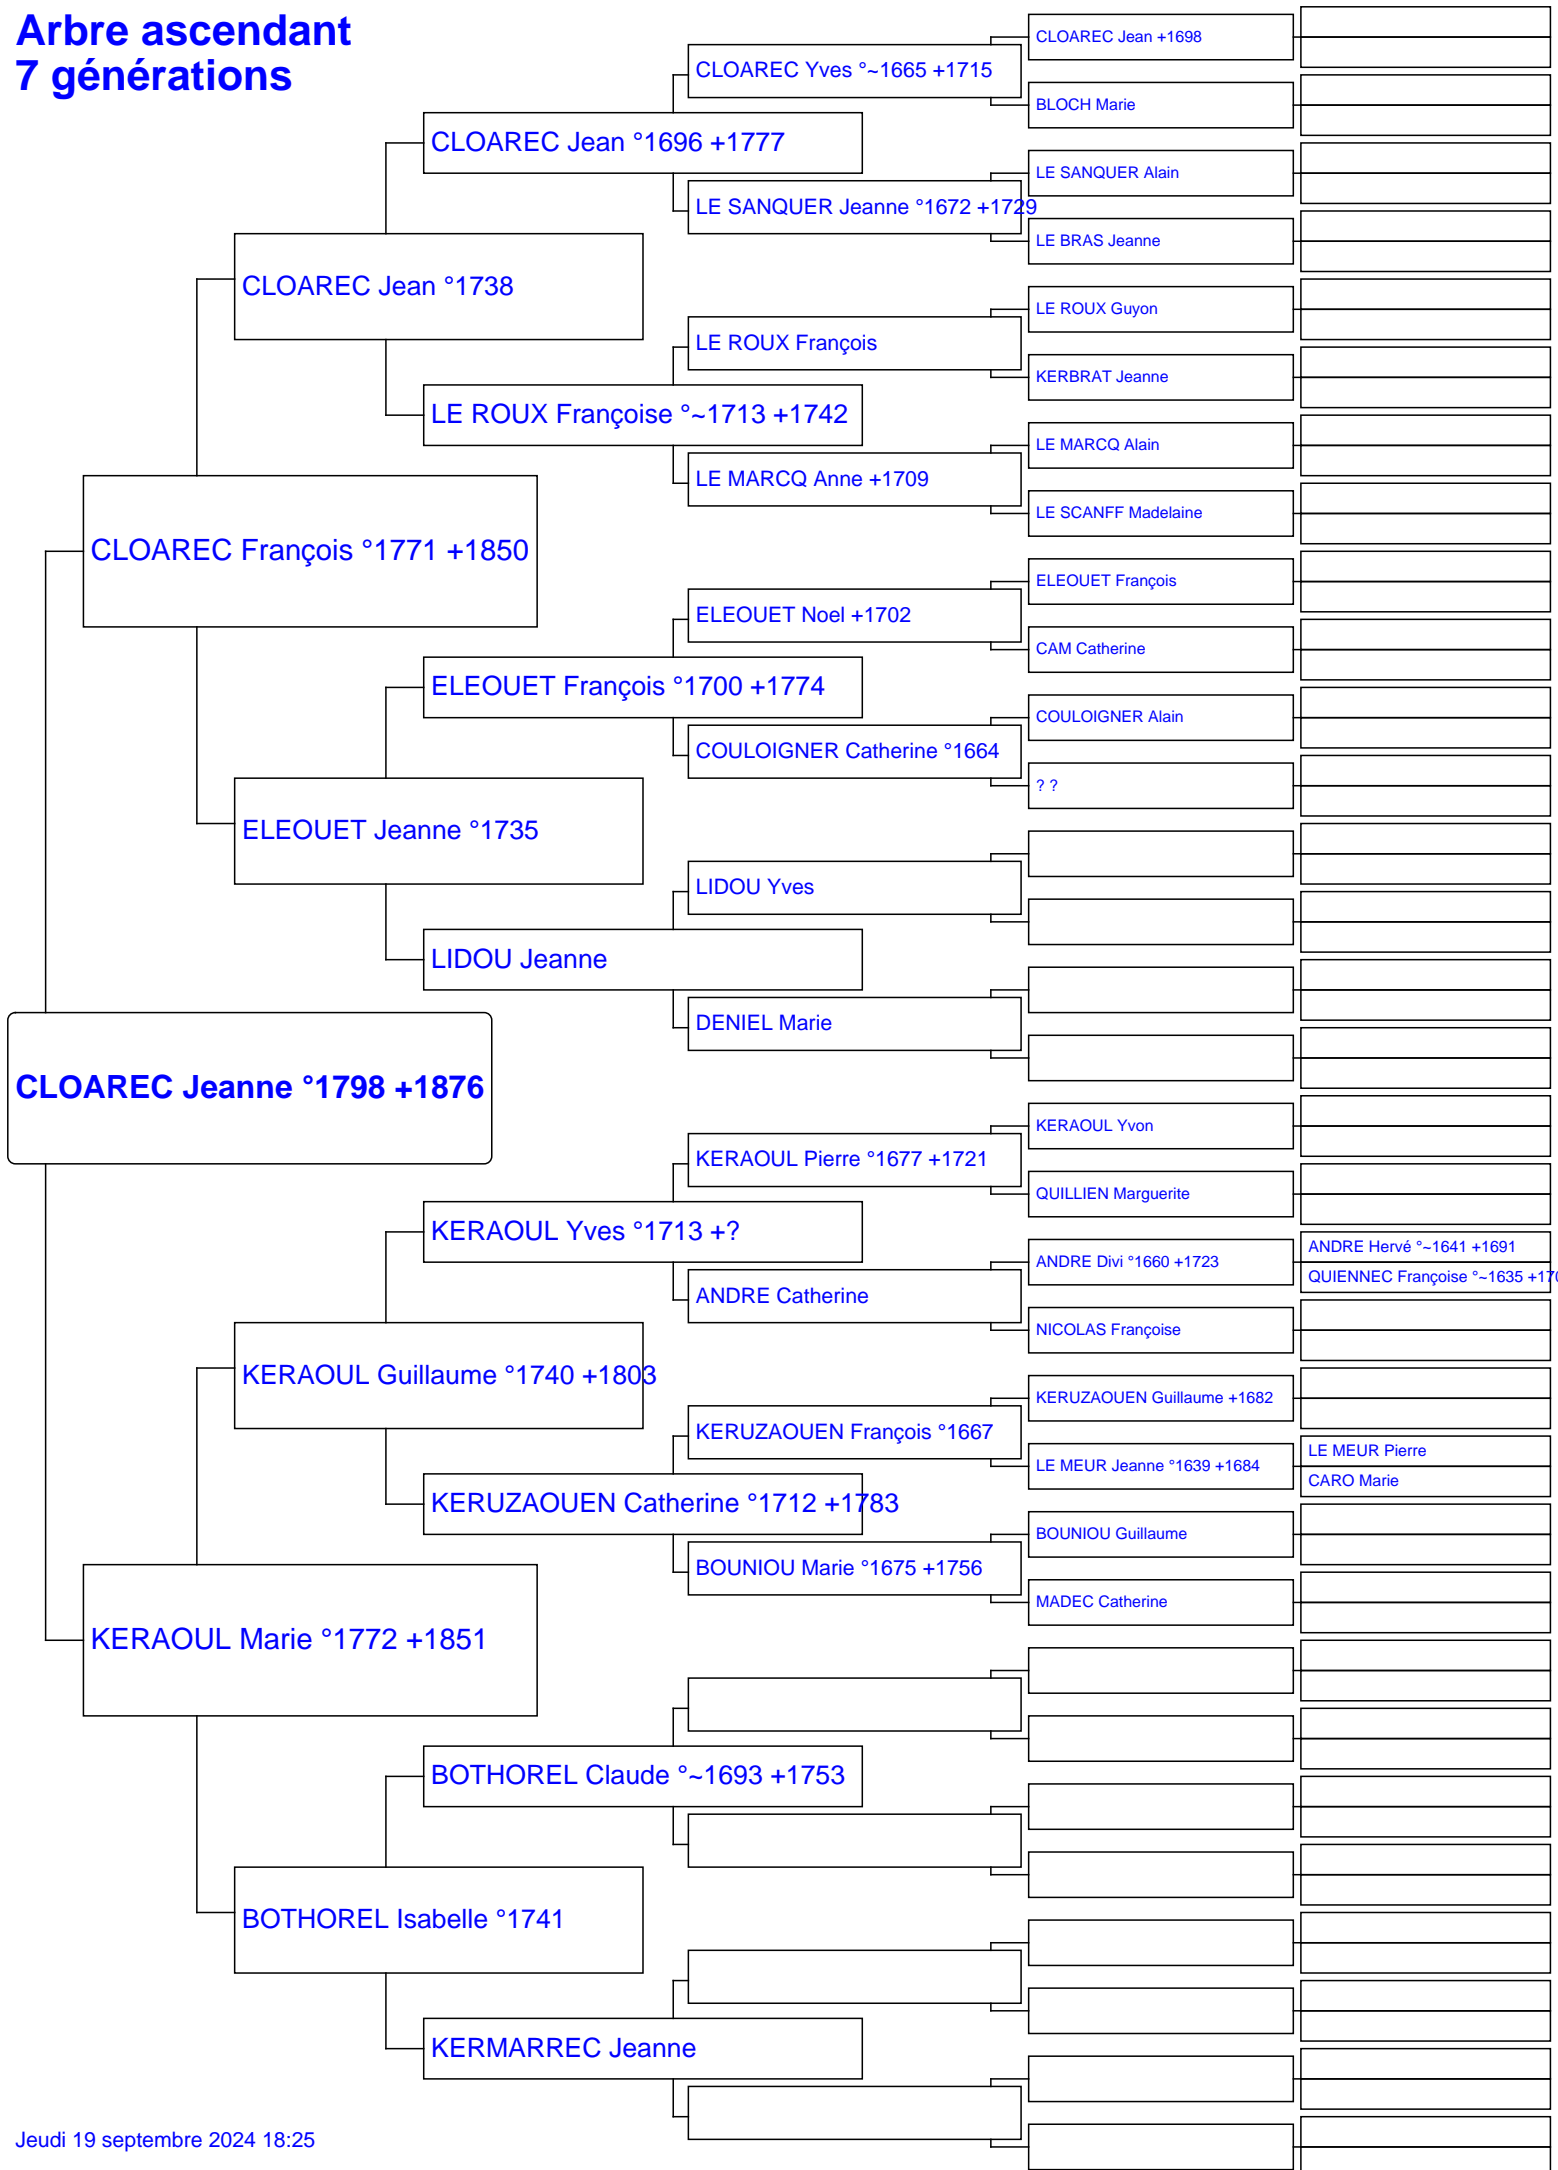 Arbre ascendant
7 générations
CLOAREC Jean +1698
CLOAREC Yves °~1665 +1715
BLOCH Marie
CLOAREC Jean °1696 +1777
LE SANQUER Alain
LE SANQUER Jeanne °1672 +1729
LE BRAS Jeanne
CLOAREC Jean °1738
LE ROUX Guyon
LE ROUX François
KERBRAT Jeanne
LE ROUX Françoise °~1713 +1742
LE MARCQ Alain
LE MARCQ Anne +1709
LE SCANFF Madelaine
CLOAREC François °1771 +1850
ELEOUET François
ELEOUET Noel +1702
CAM Catherine
ELEOUET François °1700 +1774
COULOIGNER Alain
COULOIGNER Catherine °1664
? ?
ELEOUET Jeanne °1735
LIDOU Yves
LIDOU Jeanne
DENIEL Marie
CLOAREC Jeanne °1798 +1876
KERAOUL Yvon
KERAOUL Pierre °1677 +1721
QUILLIEN Marguerite
KERAOUL Yves °1713 +?
ANDRE Hervé °~1641 +1691
ANDRE Divi °1660 +1723
QUIENNEC Françoise °~1635
ANDRE Catherine
NICOLAS Françoise
KERAOUL Guillaume °1740 +1803
KERUZAOUEN Guillaume +1682
KERUZAOUEN François °1667
LE MEUR Pierre
LE MEUR Jeanne °1639 +1684
CARO Marie
KERUZAOUEN Catherine °1712 +1783
BOUNIOU Guillaume
BOUNIOU Marie °1675 +1756
MADEC Catherine
KERAOUL Marie °1772 +1851
BOTHOREL Claude °~1693 +1753
BOTHOREL Isabelle °1741
KERMARREC Jeanne
Jeudi 19 septembre 2024 18:25